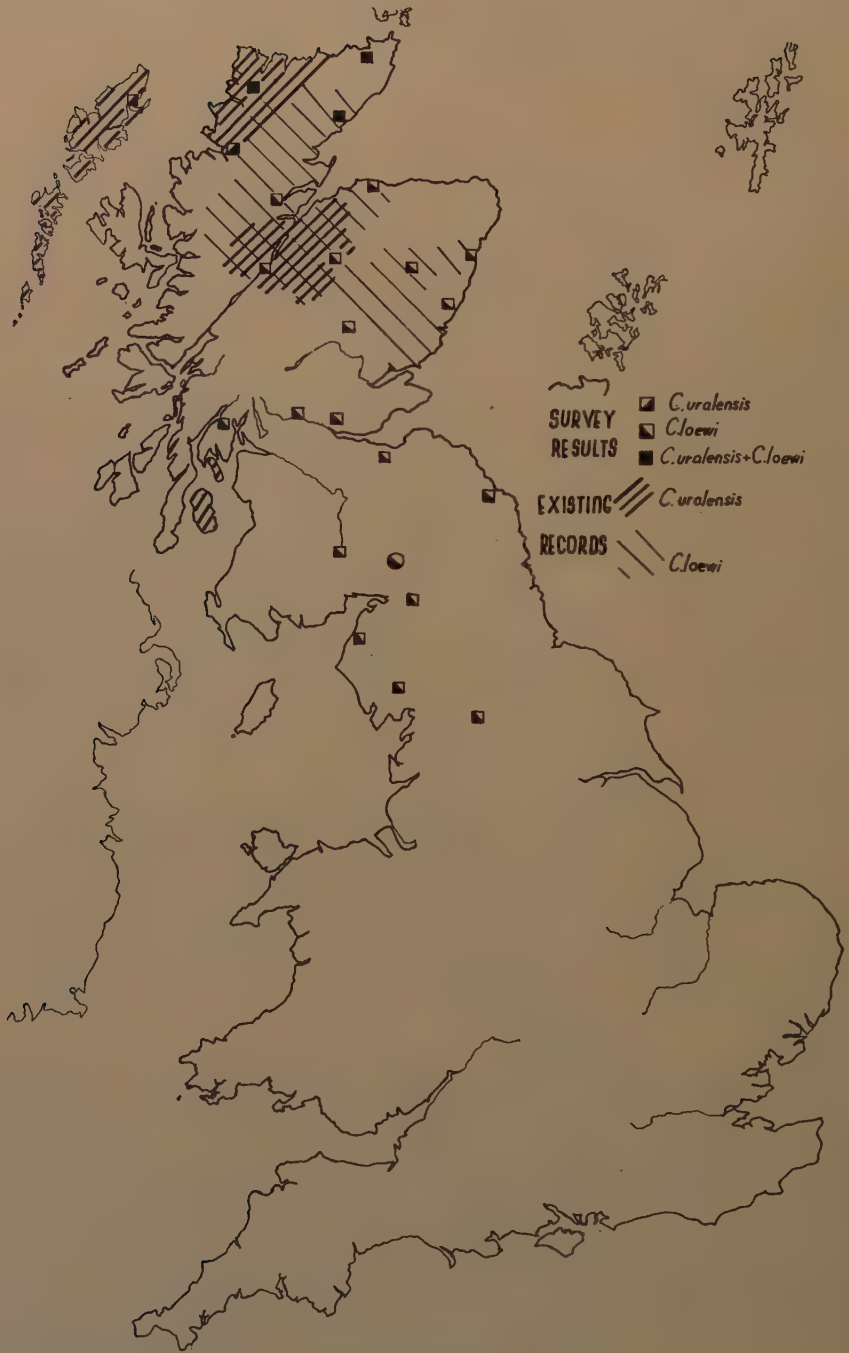 SURVEY
RESULTS
C.uralensis
C.loewi
C.uralensis+C.loewi
EXISTING
RECORDS
C.uralensis
C.loewi